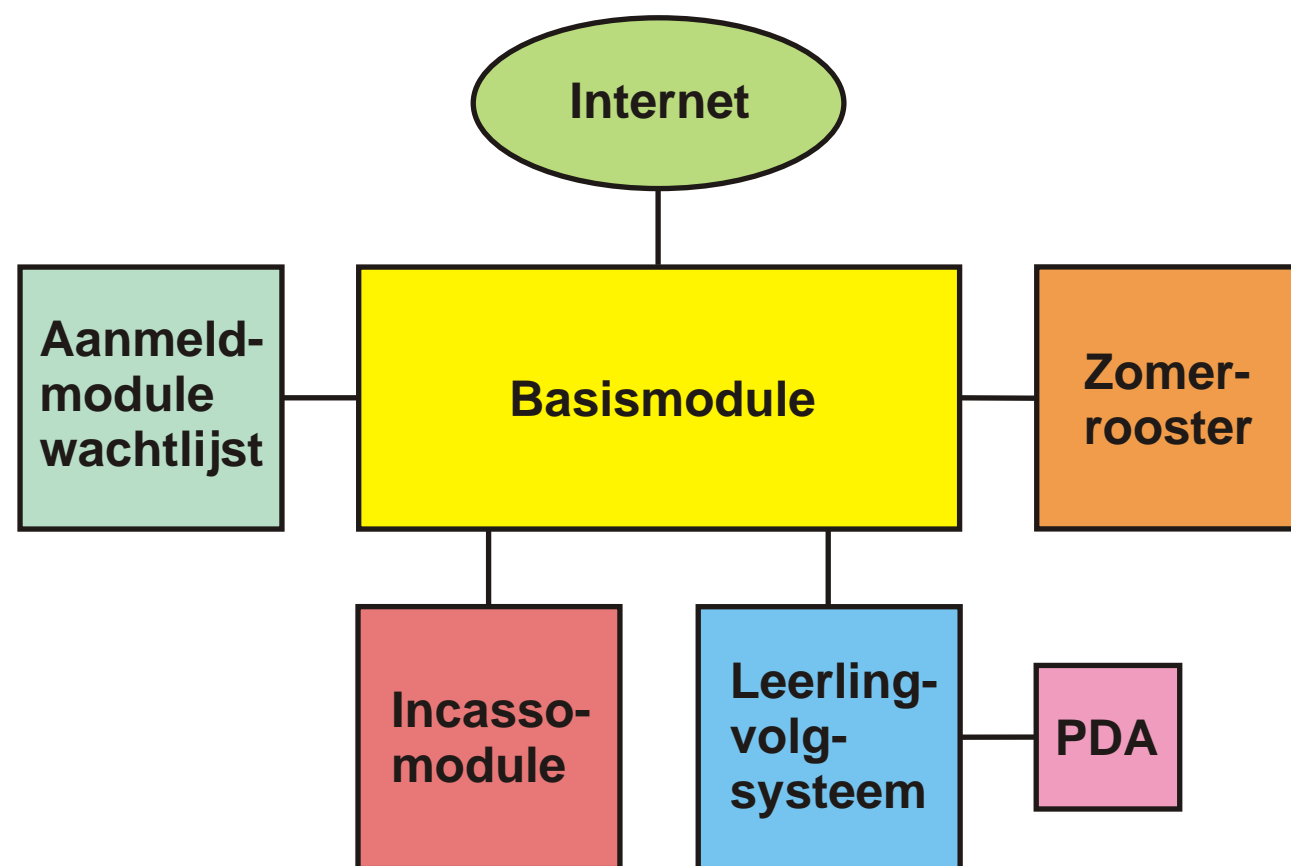 Internet
Aanmeld-
module
wachtlijst
Basismodule
Zomer-
rooster
Incasso-
module
Leerling-
volg-
systeem
PDA